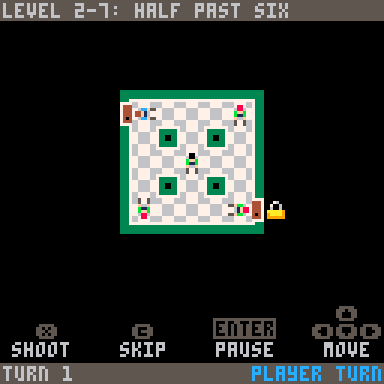 LEVEL 2-7: HALF PAST SIX
X C ENTER
SHOOT SKIP PAUSE MOVE
TURN 1 PLAYER TURN